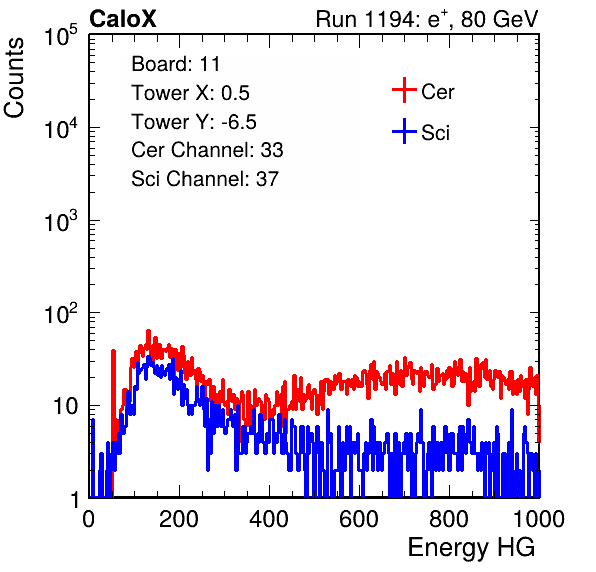 CaloX
Run 1194: e⁺, 80 GeV
Counts
10⁵
10⁴
10³
10²
10
1
Board: 11
Tower X: 0.5
Tower Y: -6.5
Cer Channel: 33
Sci Channel: 37
Cer
Sci
0 200 400 600 800 1000
Energy HG